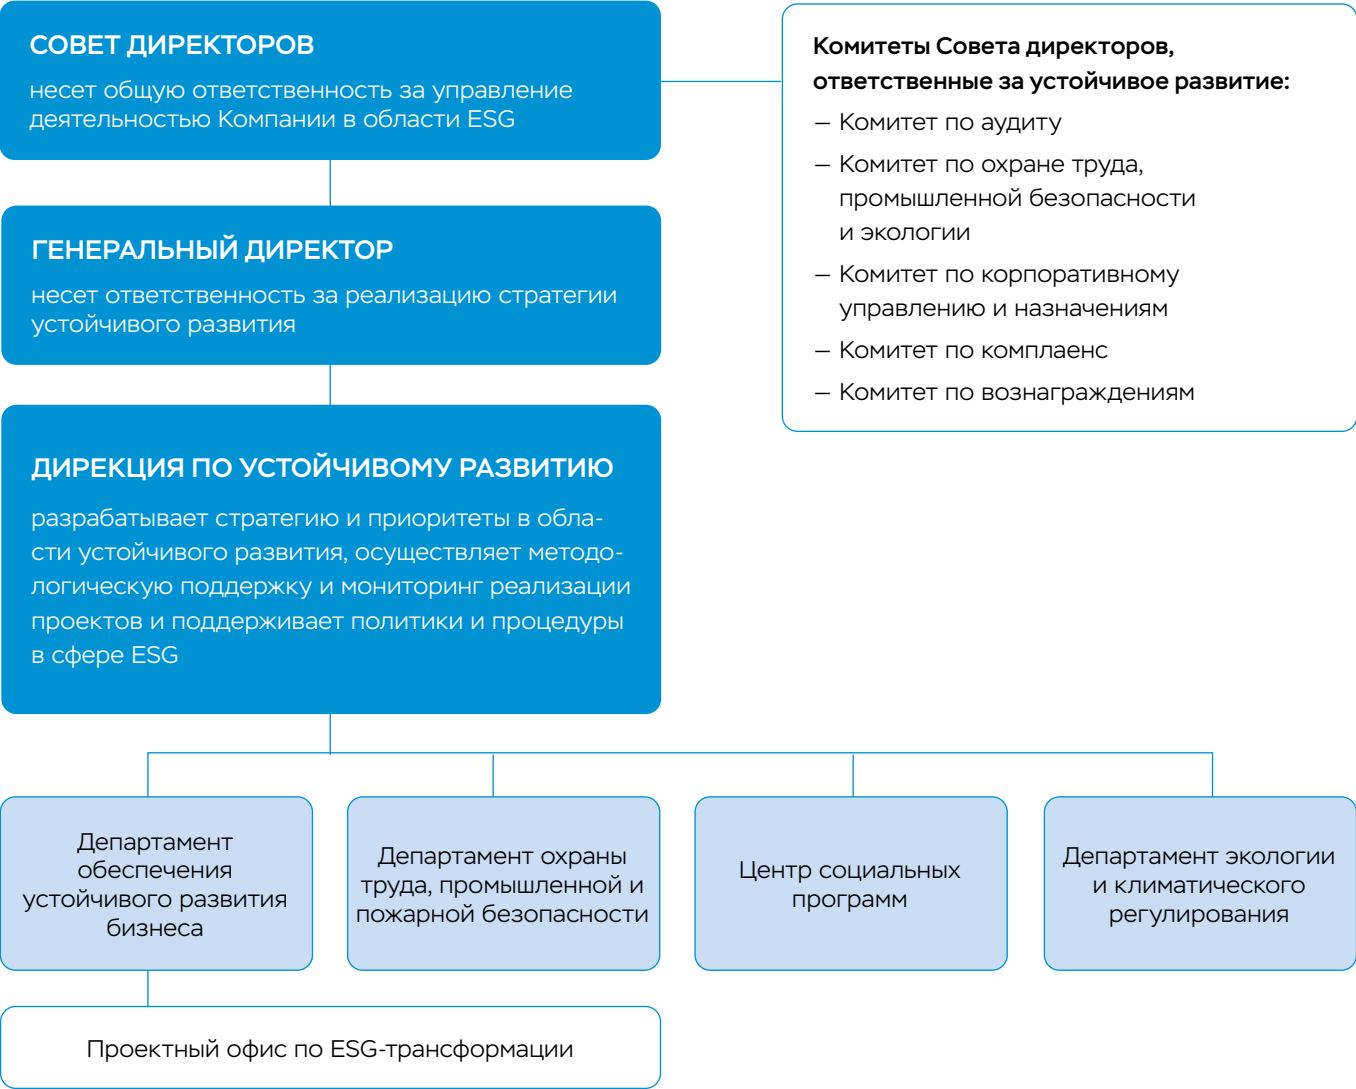 СОВЕТ ДИРЕКТОРОВ
несет общую ответственность за управление
деятельностью Компании в области ESG
Комитеты Совета директоров,
ответственные за устойчивое развитие:
— Комитет по аудиту
— Комитет по охране труда,
промышленной безопасности
и экологии
— Комитет по корпоративному
управлению и назначениям
— Комитет по комплаенс
— Комитет по вознаграждениям
ГЕНЕРАЛЬНЫЙ ДИРЕКТОР
несет ответственность за реализацию стратегии
устойчивого развития
ДИРЕКЦИЯ ПО УСТОЙЧИВОМУ РАЗВИТИЮ
разрабатывает стратегию и приоритеты в обла-
сти устойчивого развития, осуществляет методо-
логическую поддержку и мониторинг реализации
проектов и поддерживает политики и процедуры
в сфере ESG
Департамент
обеспечения
устойчивого развития
бизнеса
Департамент охраны
труда, промышленной и
пожарной безопасности
Центр социальных
программ
Департамент экологии
и климатического
регулирования
Проектный офис по ESG-трансформации